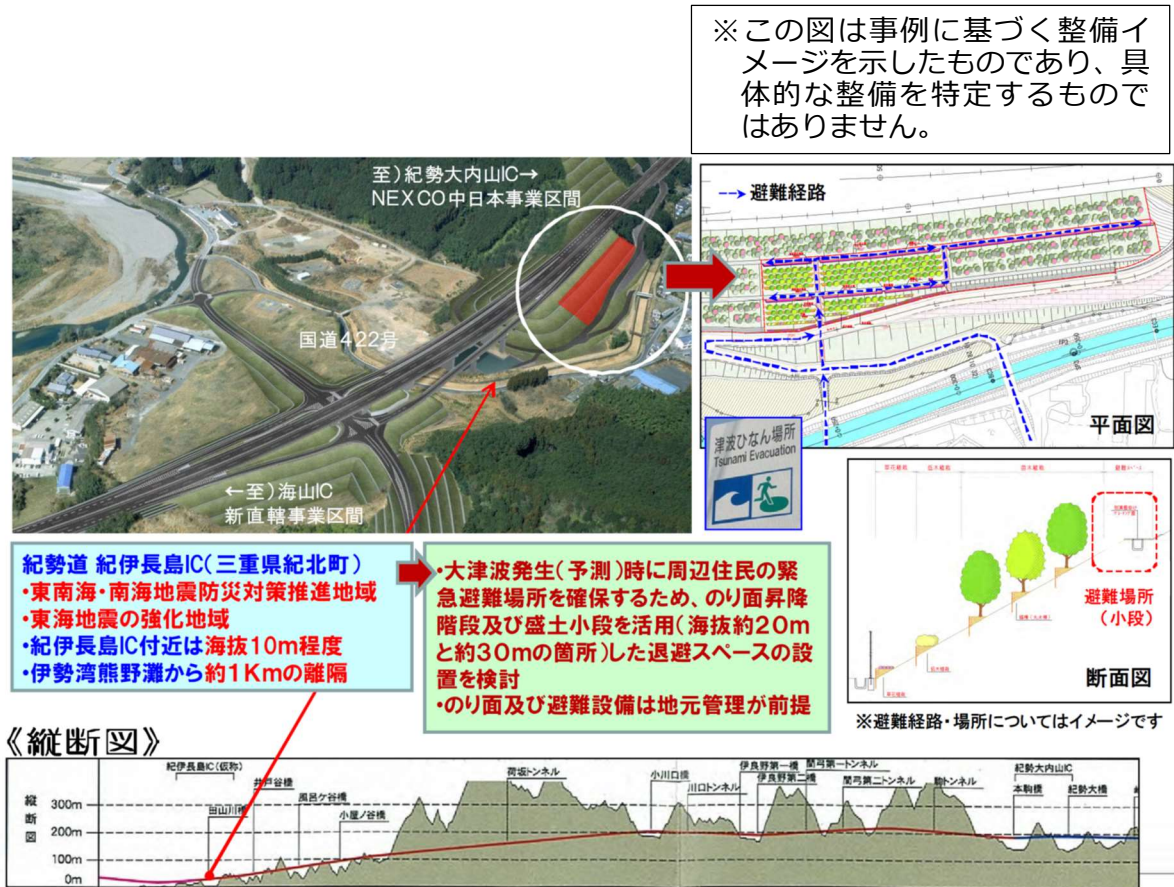 ※この図は事例に基づく整備イ
メージを示したものであり、具
体的な整備を特定するもので
はありません。
至)紀勢大内山IC→
NEXCO中日本事業区間
国道422号
←至)海山IC
新直轄事業区間
避難経路
平面図
津波ひなん場所
Tsunami Evacuation
避難場所
(小段)
断面図
※避難経路・場所についてはイメージです
紀勢道 紀伊長島IC(三重県紀北町)
・東南海・南海地震防災対策推進地域
・東海地震の強化地域
・紀伊長島IC付近は海抜10m程度
・伊勢湾熊野灘から約1Kmの離隔
・大津波発生(予測)時に周辺住民の緊
急避難場所を確保するため、のり面昇降
階段及び盛土小段を活用(海抜約20m
と約30mの箇所)した退避スペースの設
置を検討
・のり面及び避難設備は地元管理が前提
《縦断図》
縦断図
300m
200m
100m
0m
紀伊長島IC(仮称)
田山川橋
井戸谷橋
風呂ケ谷橋
小屋ノ谷橋
荷坂トンネル
小川口橋
川口トンネル
伊良野第一橋
伊良野第二橋
間弓第一トンネル
間弓第二トンネル
駒トンネル
紀勢大内山IC
本駒橋
紀勢大橋